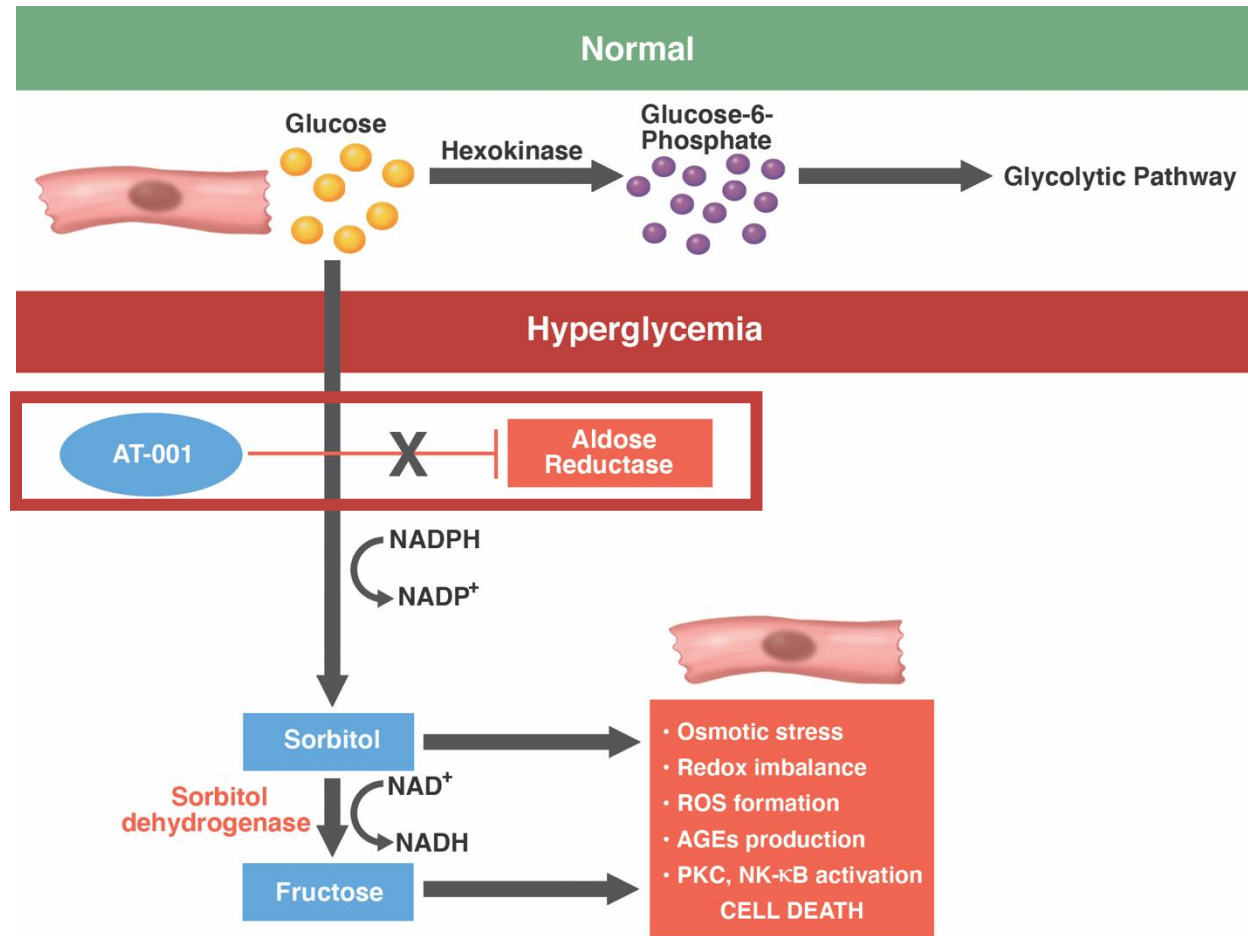 Normal
Glucose
Hexokinase
Glucose-6-
Phosphate
Glycolytic Pathway
Hyperglycemia
AT-001
X
Aldose
Reductase
NADPH
NADP⁺
Sorbitol
Sorbitol
dehydrogenase
NAD⁺
NADH
Fructose
· Osmotic stress
· Redox imbalance
· ROS formation
· AGEs production
· PKC, NK-κB activation
CELL DEATH